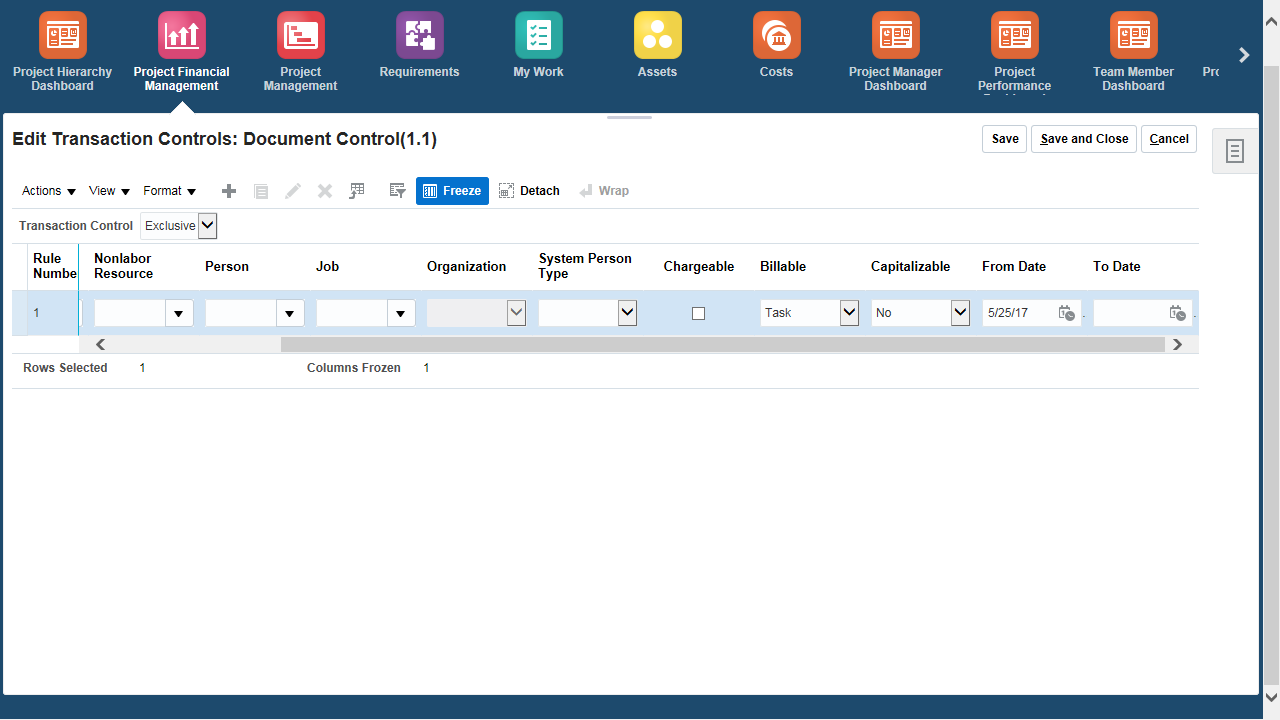 Project Hierarchy Dashboard
Project Financial Management
Project Management
Requirements
My Work
Assets
Costs
Project Manager Dashboard
Project Performance
Team Member Dashboard
Edit Transaction Controls: Document Control(1.1)
Save
Save and Close
Cancel
Actions
View
Format
Freeze
Detach
Wrap
Transaction Control
Exclusive
Rule
Numbe
Nonlabor
Resource
Person
Job
Organization
System Person
Type
Chargeable
Billable
Capitalizable
From Date
To Date
1
Task
No
5/25/17
Rows Selected 1
Columns Frozen 1